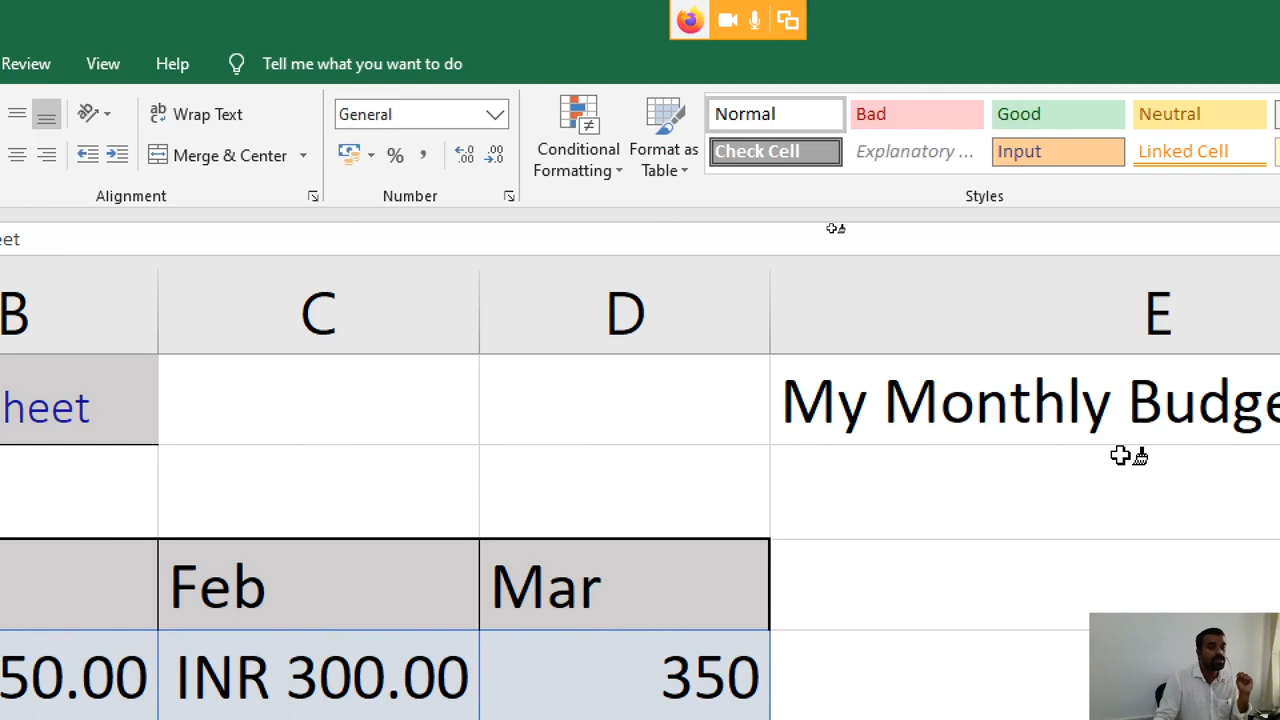 Review View Help Tell me what you want to do
ab Wrap Text General Normal Bad Good Neutral
Merge & Center % Conditional Formatting Format as Table Check Cell Explanatory ... Input Linked Cell
Alignment Number Styles
eet
B C D E
heet My Monthly Budge
Feb Mar
50.00 INR 300.00 350